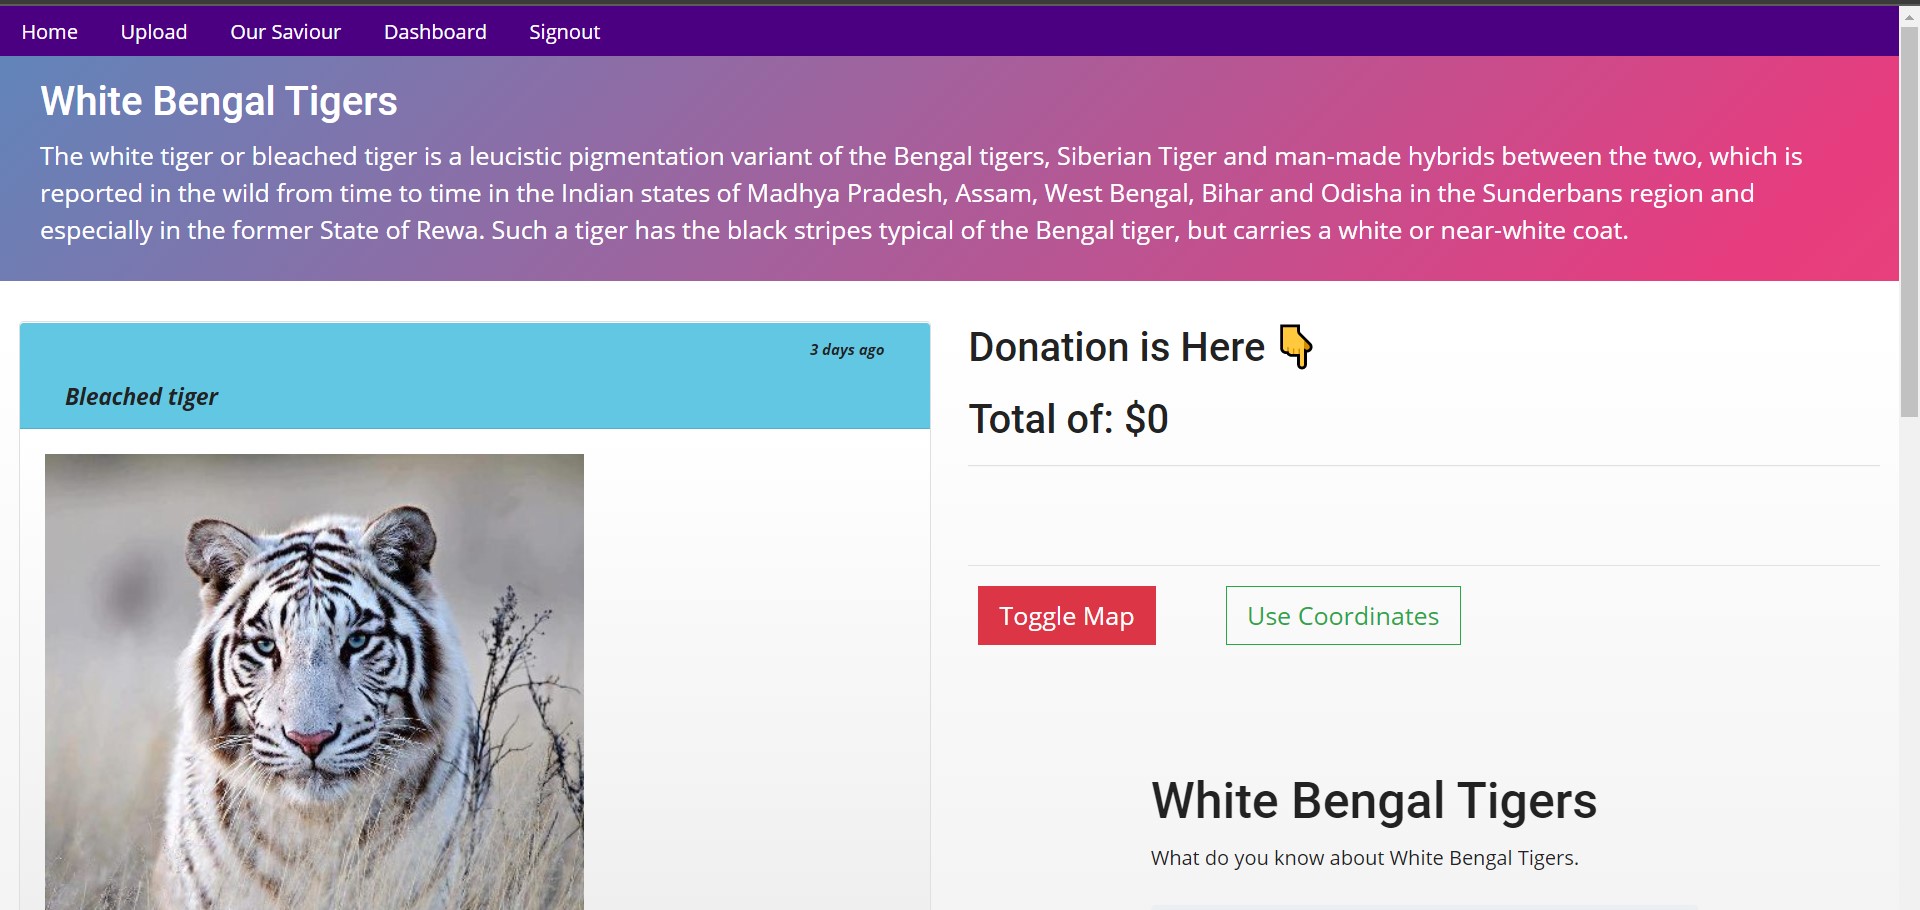 Home Upload Our Saviour Dashboard Signout
White Bengal Tigers
The white tiger or bleached tiger is a leucistic pigmentation variant of the Bengal tigers, Siberian Tiger and man-made hybrids between the two, which is
reported in the wild from time to time in the Indian states of Madhya Pradesh, Assam, West Bengal, Bihar and Odisha in the Sunderbans region and
especially in the former State of Rewa. Such a tiger has the black stripes typical of the Bengal tiger, but carries a white or near-white coat.
3 days ago
Bleached tiger
Donation is Here 👇
Total of: $0
Toggle Map
Use Coordinates
White Bengal Tigers
What do you know about White Bengal Tigers.